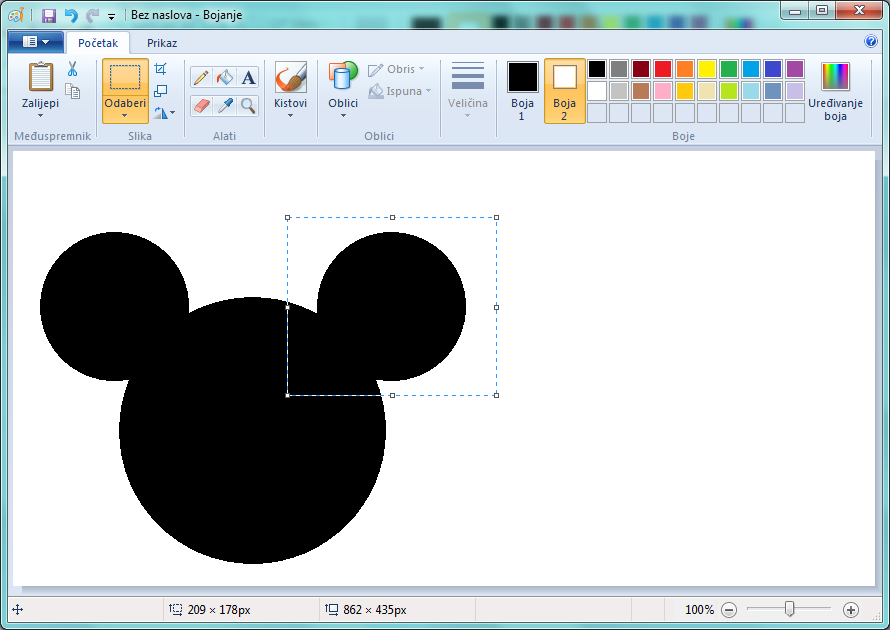 Bez naslova - Bojanje
Početak Prikaz
Zalijepi
Međuspremnik
Odaberi
Slika
A
Alati
Kistovi
Oblici
Obris
Ispuna
Oblici
Veličina
Boja
1
Boja
2
Boje
Uređivanje
boja
209 × 178px
862 × 435px
100%